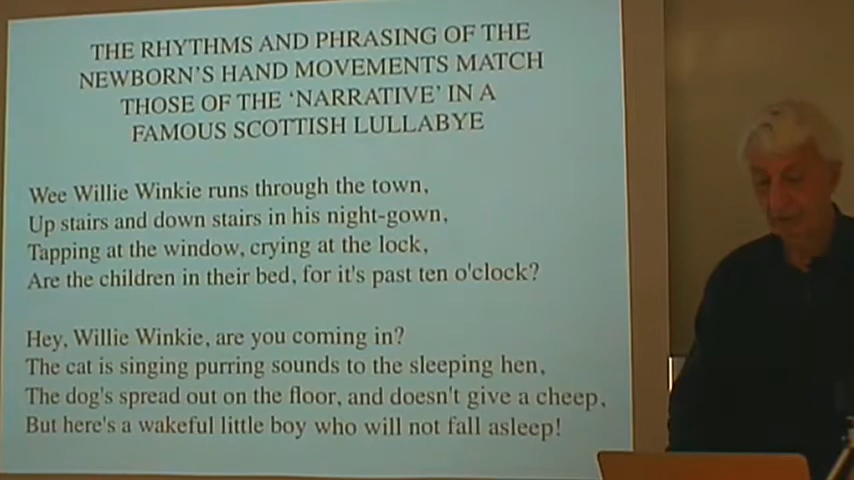 THE RHYTHMS AND PHRASING OF THE
NEWBORN'S HAND MOVEMENTS MATCH
THOSE OF THE 'NARRATIVE' IN A
FAMOUS SCOTTISH LULLABYE
Wee Willie Winkie runs through the town,
Up stairs and down stairs in his night-gown,
Tapping at the window, crying at the lock,
Are the children in their bed, for it's past ten o'clock?
Hey, Willie Winkie, are you coming in?
The cat is singing purring sounds to the sleeping hen,
The dog's spread out on the floor, and doesn't give a cheep,
But here's a wakeful little boy who will not fall asleep!